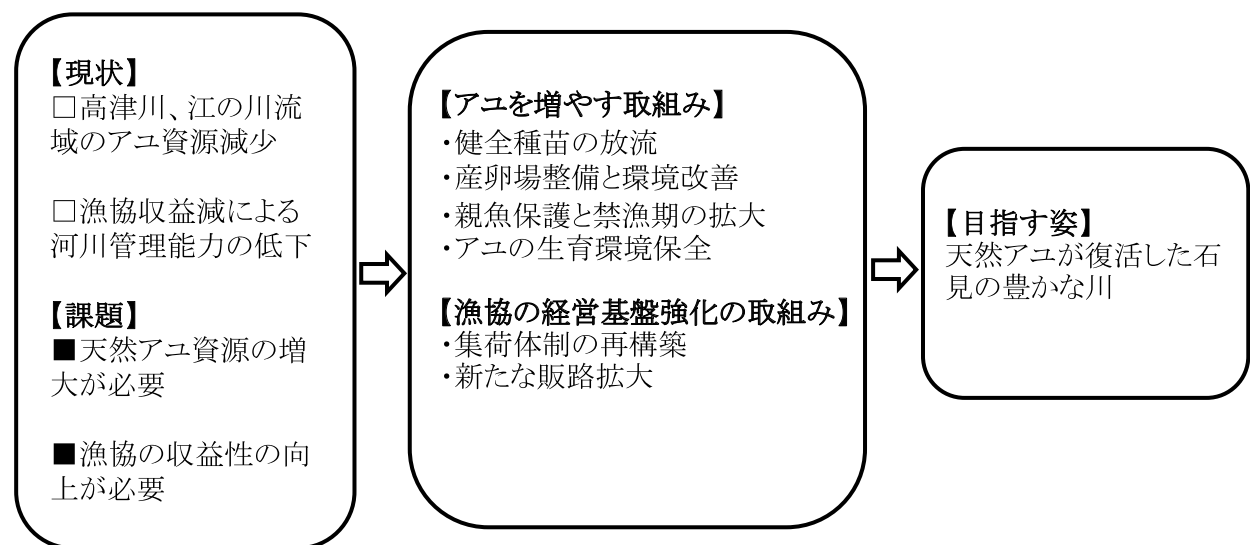 【現状】
□高津川、江の川流
域のアユ資源減少
□漁協収益減による
河川管理能力の低下
【課題】
■天然アユ資源の増
大が必要
■漁協の収益性の向
上が必要
【アユを増やす取組み】
・健全種苗の放流
・産卵場整備と環境改善
・親魚保護と禁漁期の拡大
・アユの生育環境保全
【漁協の経営基盤強化の取組み】
・集荷体制の再構築
・新たな販路拡大
【目指す姿】
天然アユが復活した石
見の豊かな川